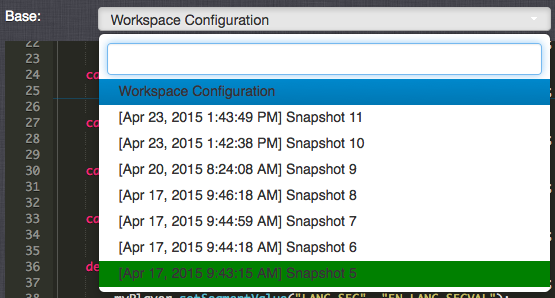 Base: Workspace Configuration
22
23
24 ca
25
26
27 ca
28
29
30 ca
31
32
33 ca
34
35
36 de
37
38 myPlayer.setSegmentValue("LANG_SEG", "EN_LANG_SEGVAL");
Workspace Configuration
[Apr 23, 2015 1:43:49 PM] Snapshot 11
[Apr 23, 2015 1:42:38 PM] Snapshot 10
[Apr 20, 2015 8:24:08 AM] Snapshot 9
[Apr 17, 2015 9:46:18 AM] Snapshot 8
[Apr 17, 2015 9:44:59 AM] Snapshot 7
[Apr 17, 2015 9:44:18 AM] Snapshot 6
[Apr 17, 2015 9:43:15 AM] Snapshot 5